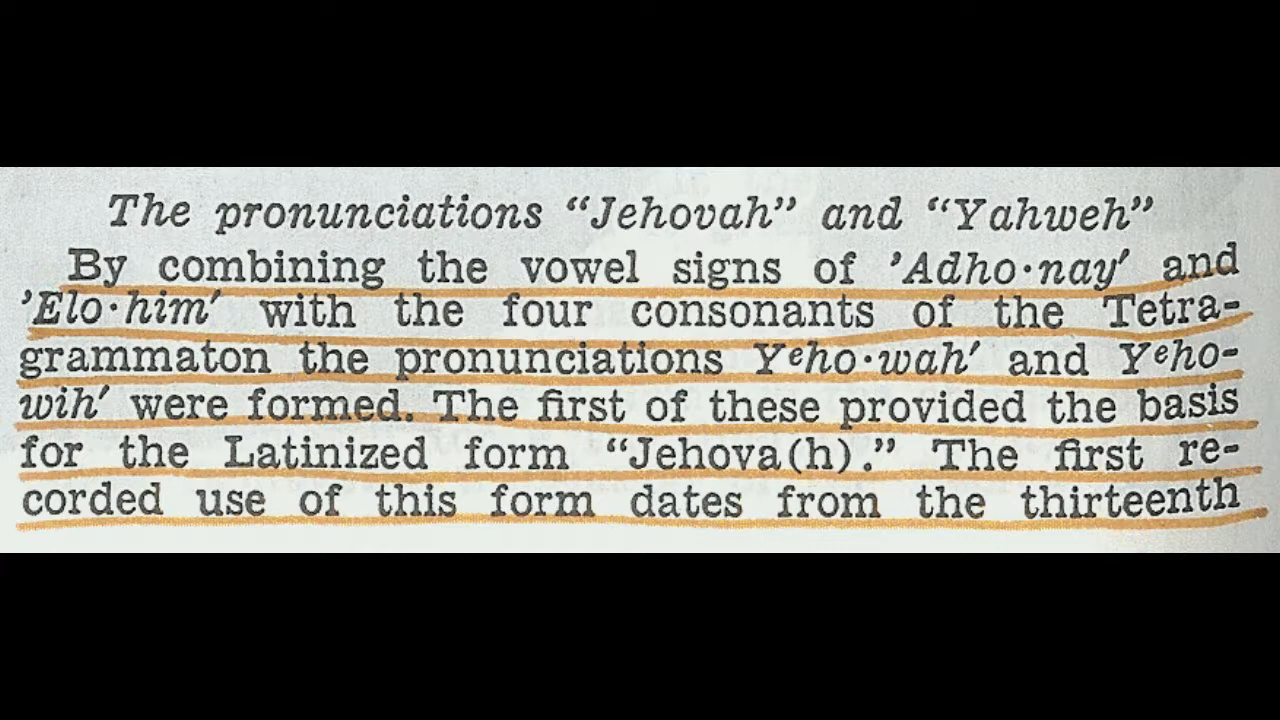 The pronunciations “Jehovah” and “Yahweh”
By combining the vowel signs of ’Adho·nay′ and
’Elo·him′ with the four consonants of the Tetra-
grammaton the pronunciations Yᵉho·wah′ and Yᵉho-
wih′ were formed. The first of these provided the basis
for the Latinized form “Jehova(h).” The first re-
corded use of this form dates from the thirteenth